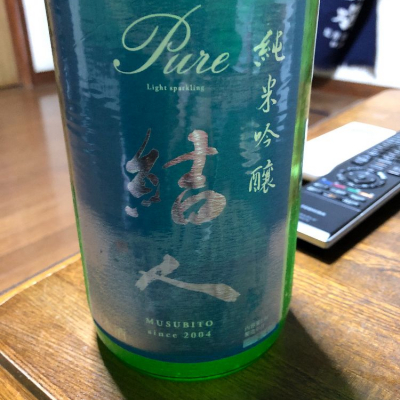 Pure
Light sparkling
純米吟醸
結人
MUSUBITO
since 2004